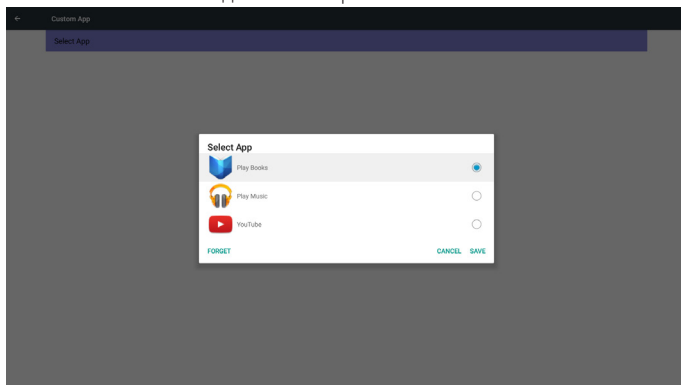 Custom App
Select App
Select App
Play Books
Play Music
YouTube
FORGET CANCEL SAVE